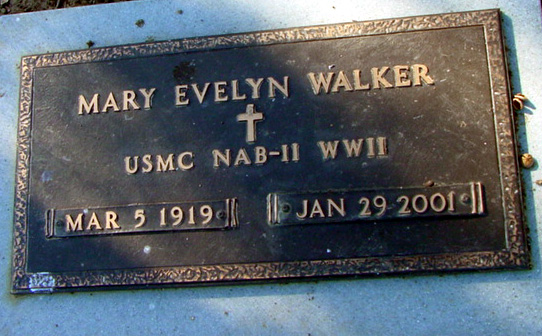 MARY EVELYN WALKER
USMC NAB-11 WWII
MAR 5 1919 JAN 29 2001